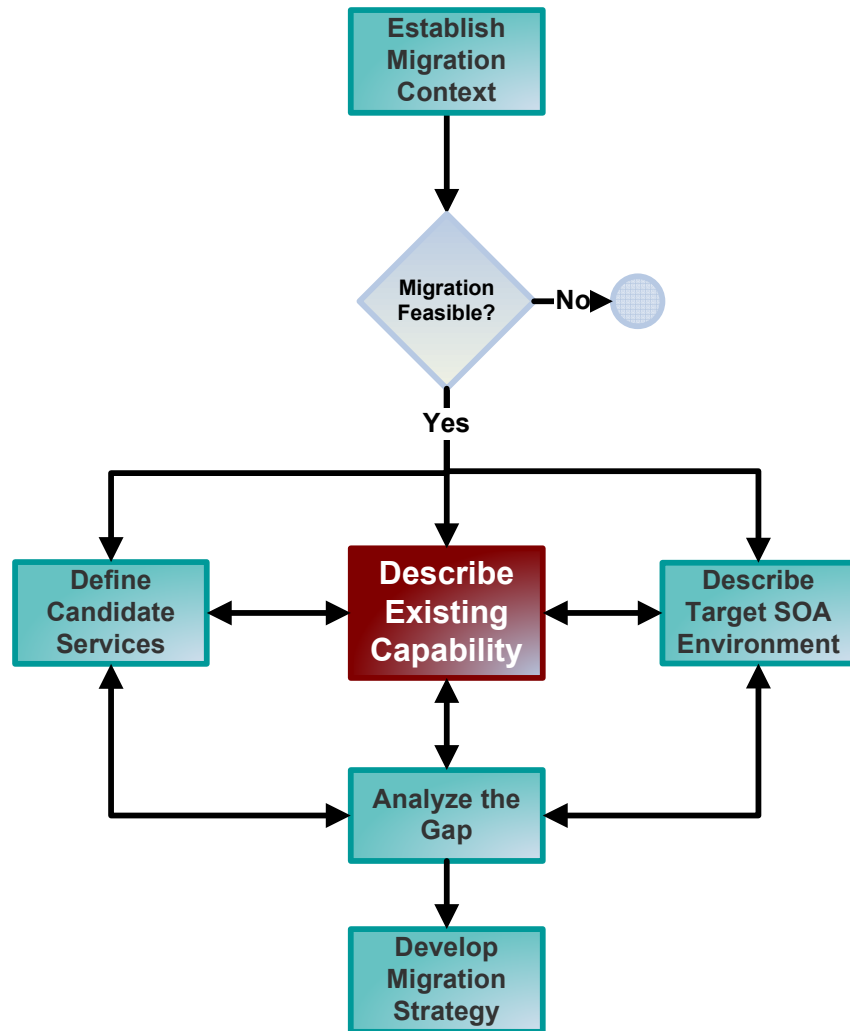 Establish
Migration
Context
Migration
Feasible?
No
Yes
Define
Candidate
Services
Describe
Existing
Capability
Describe
Target SOA
Environment
Analyze the
Gap
Develop
Migration
Strategy